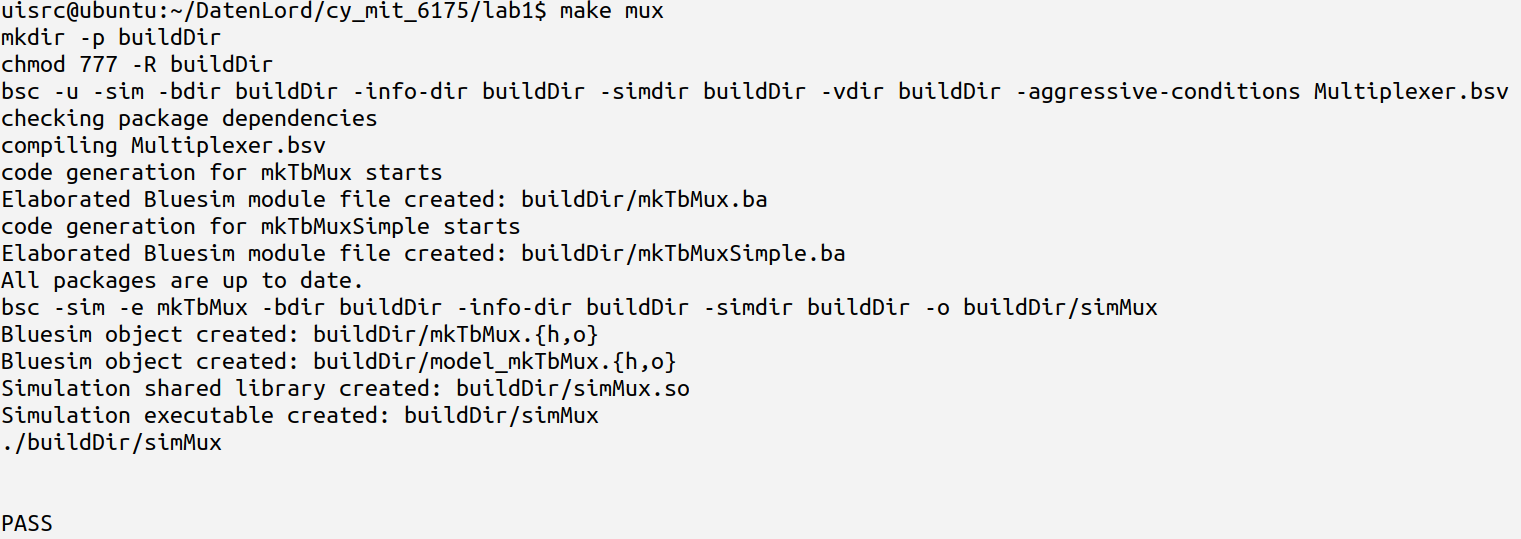 uisrc@ubuntu:~/DatenLord/cy_mit_6175/lab1$ make mux
mkdir -p buildDir
chmod 777 -R buildDir
bsc -u -sim -bdir buildDir -info-dir buildDir -simdir buildDir -vdir buildDir -aggressive-conditions Multiplexer.bsv
checking package dependencies
compiling Multiplexer.bsv
code generation for mkTbMux starts
Elaborated Bluesim module file created: buildDir/mkTbMux.ba
code generation for mkTbMuxSimple starts
Elaborated Bluesim module file created: buildDir/mkTbMuxSimple.ba
All packages are up to date.
bsc -sim -e mkTbMux -bdir buildDir -info-dir buildDir -simdir buildDir -o buildDir/simMux
Bluesim object created: buildDir/mkTbMux.{h,o}
Bluesim object created: buildDir/model_mkTbMux.{h,o}
Simulation shared library created: buildDir/simMux.so
Simulation executable created: buildDir/simMux
./buildDir/simMux
PASS